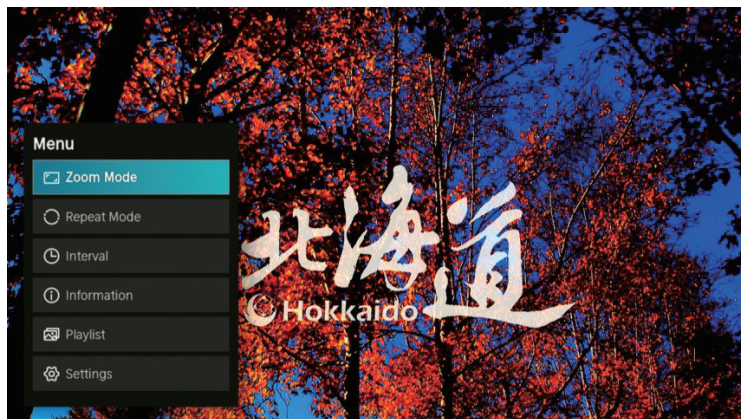 Menu
Zoom Mode
Repeat Mode
Interval
Information
Playlist
Settings
北海道
Hokkaido